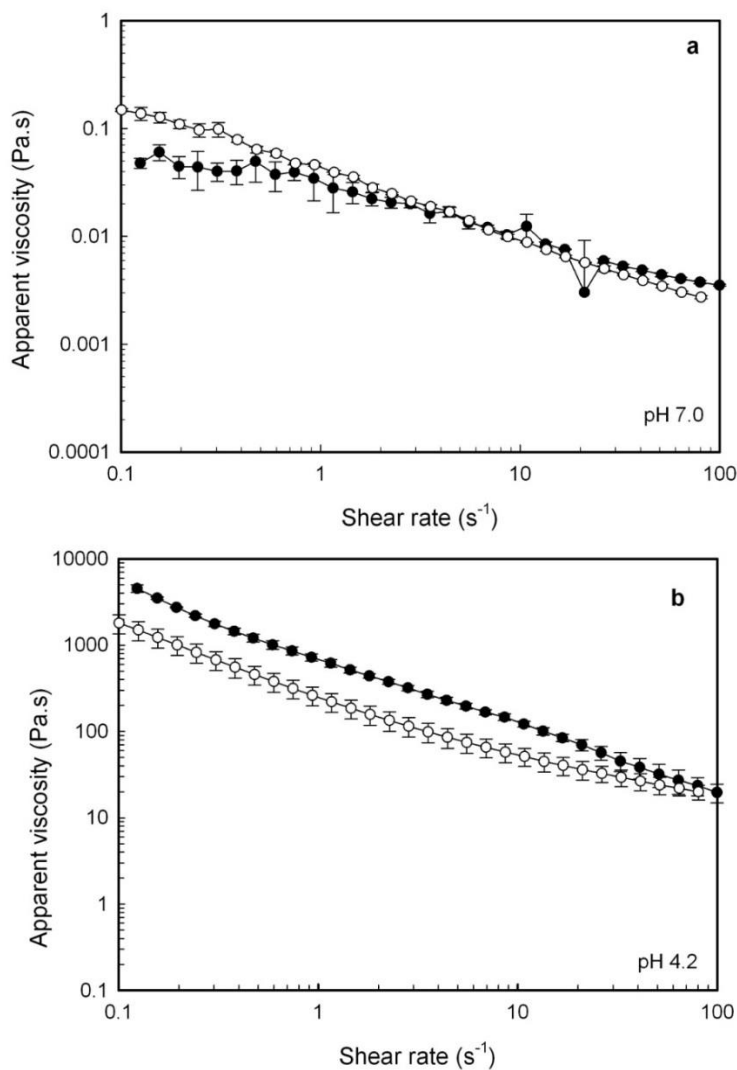 1
a
0.1
0.01
0.001
0.0001
Apparent viscosity (Pa.s)
pH 7.0
0.1 1 10 100
Shear rate (s⁻¹)
10000
b
1000
100
10
1
0.1
Apparent viscosity (Pa.s)
pH 4.2
0.1 1 10 100
Shear rate (s⁻¹)